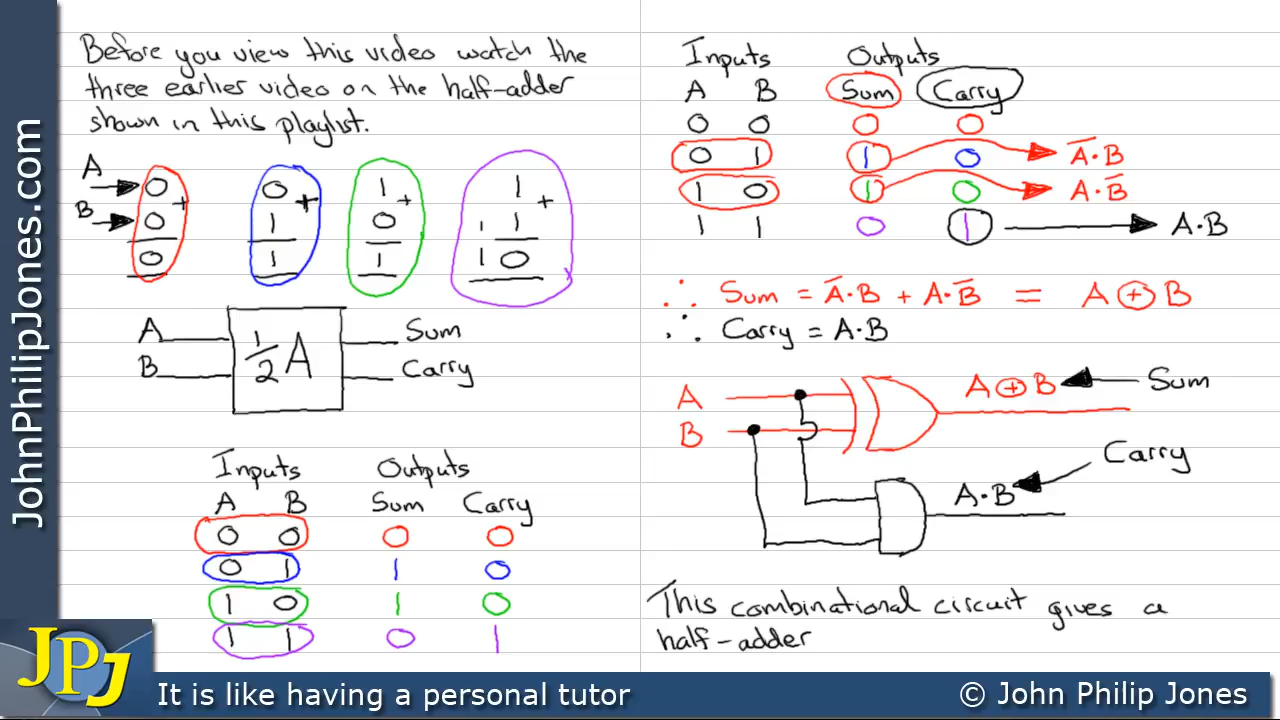 JohnPhilipJones.com
Before you view this video watch the
three earlier video on the half-adder
shown in this playlist.
A
B
0 0 1 1
+ + + +
0 1 0 1 1
0 1 1 1 0
A
B
½A
Sum
Carry
Inputs Outputs
A B Sum Carry
0 0 0 0
0 1 1 0
1 0 1 0
1 1 0 1
Inputs Outputs
A B Sum Carry
0 0 0 0
0 1 1 0 A̅·B
1 0 1 0 A·B̅
1 1 0 1 A·B
∴ Sum = A̅·B + A·B̅ = A ⊕ B
∴ Carry = A·B
A
B
A ⊕ B Sum
Carry
A·B
This combinational circuit gives a
half-adder
JPJ
It is like having a personal tutor
© John Philip Jones